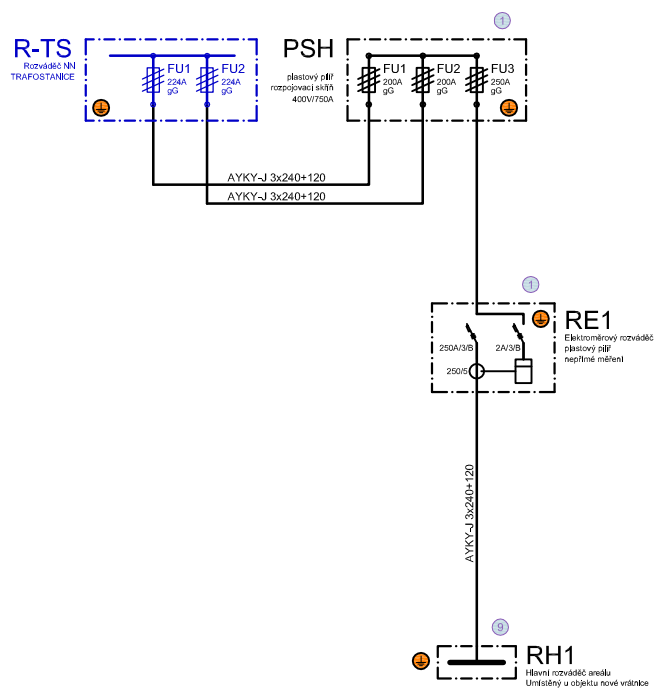 R-TS
Rozváděč NN
TRAFOSTANICE
FU1
224A
gG
FU2
224A
gG
PSH
plastový pilíř
rozpojovací skříň
400V/750A
1
FU1
200A
gG
FU2
200A
gG
FU3
250A
gG
AYKY-J 3x240+120
AYKY-J 3x240+120
1
RE1
Elektroměrový rozváděč
plastový pilíř
nepřímé měření
250A/3/B
2A/3/B
250/5
AYKY-J 3x240+120
9
RH1
Hlavní rozváděč areálu
Umístěný u objektu nové vrátnice